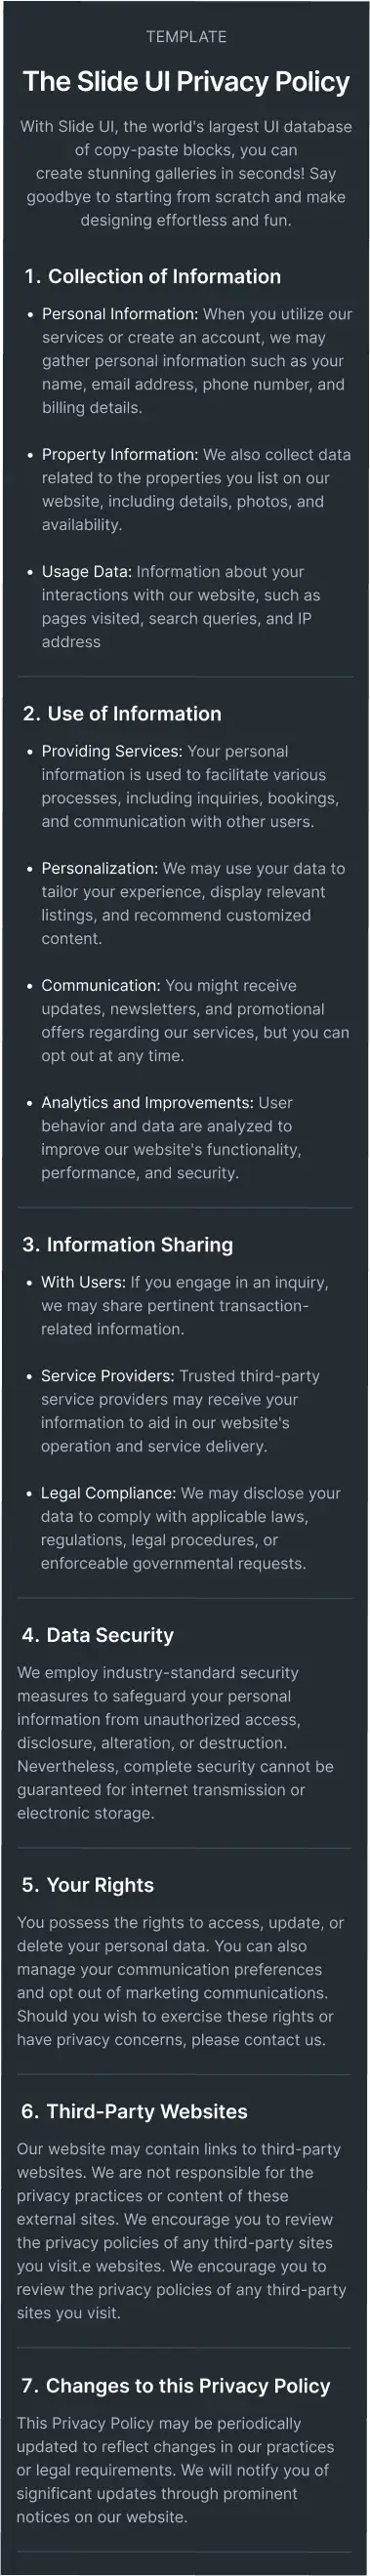 TEMPLATE
The Slide UI Privacy Policy
With Slide UI, the world's largest UI database
of copy-paste blocks, you can
create stunning galleries in seconds! Say
goodbye to starting from scratch and make
designing effortless and fun.
1. Collection of Information
• Personal Information: When you utilize our
services or create an account, we may
gather personal information such as your
name, email address, phone number, and
billing details.
• Property Information: We also collect data
related to the properties you list on our
website, including details, photos, and
availability.
• Usage Data: Information about your
interactions with our website, such as
pages visited, search queries, and IP
address
2. Use of Information
• Providing Services: Your personal
information is used to facilitate various
processes, including inquiries, bookings,
and communication with other users.
• Personalization: We may use your data to
tailor your experience, display relevant
listings, and recommend customized
content.
• Communication: You might receive
updates, newsletters, and promotional
offers regarding our services, but you can
opt out at any time.
• Analytics and Improvements: User
behavior and data are analyzed to
improve our website's functionality,
performance, and security.
3. Information Sharing
• With Users: If you engage in an inquiry,
we may share pertinent transaction-
related information.
• Service Providers: Trusted third-party
service providers may receive your
information to aid in our website's
operation and service delivery.
• Legal Compliance: We may disclose your
data to comply with applicable laws,
regulations, legal procedures, or
enforceable governmental requests.
4. Data Security
We employ industry-standard security
measures to safeguard your personal
information from unauthorized access,
disclosure, alteration, or destruction.
Nevertheless, complete security cannot be
guaranteed for internet transmission or
electronic storage.
5. Your Rights
You possess the rights to access, update, or
delete your personal data. You can also
manage your communication preferences
and opt out of marketing communications.
Should you wish to exercise these rights or
have privacy concerns, please contact us.
6. Third-Party Websites
Our website may contain links to third-party
websites. We are not responsible for the
privacy practices or content of these
external sites. We encourage you to review
the privacy policies of any third-party sites
you visit.e websites. We encourage you to
review the privacy policies of any third-party
sites you visit.
7. Changes to this Privacy Policy
This Privacy Policy may be periodically
updated to reflect changes in our practices
or legal requirements. We will notify you of
significant updates through prominent
notices on our website.